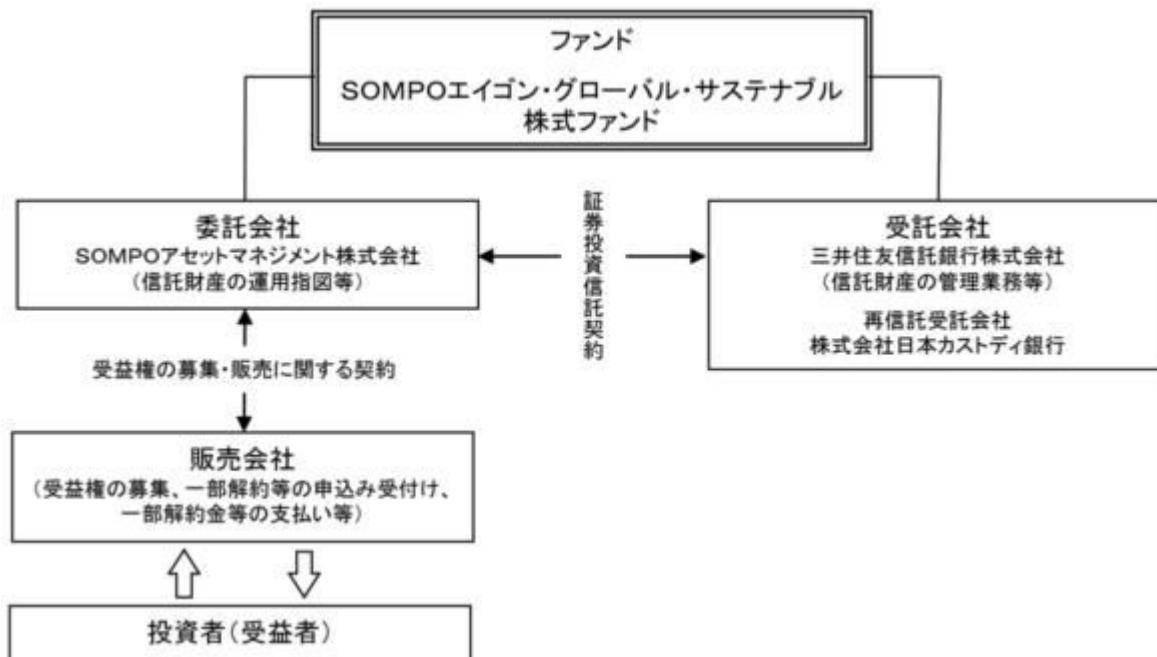 ファンド
SOMPOエイゴン・グローバル・サステナブル
株式ファンド
委託会社
SOMPOアセットマネジメント株式会社
(信託財産の運用指図等)
証券投資信託契約
受託会社
三井住友信託銀行株式会社
(信託財産の管理業務等)
再信託受託会社
株式会社日本カストディ銀行
受益権の募集・販売に関する契約
販売会社
(受益権の募集、一部解約等の申込み受付け、
一部解約金等の支払い等)
投資者(受益者)